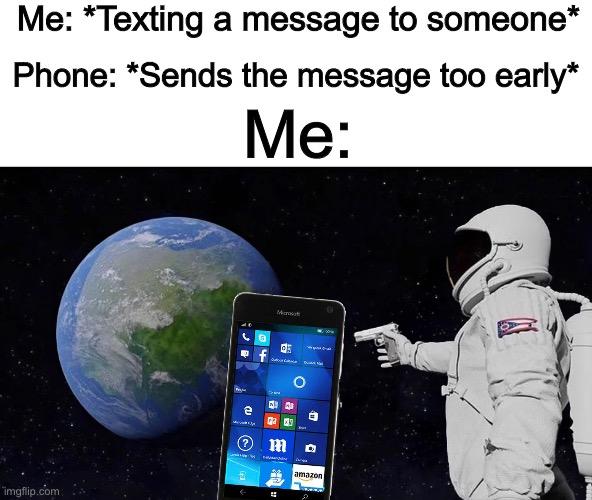 Me: *Texting a message to someone*
Phone: *Sends the message too early*
Me:
Microsoft
amazon
imgflip.com